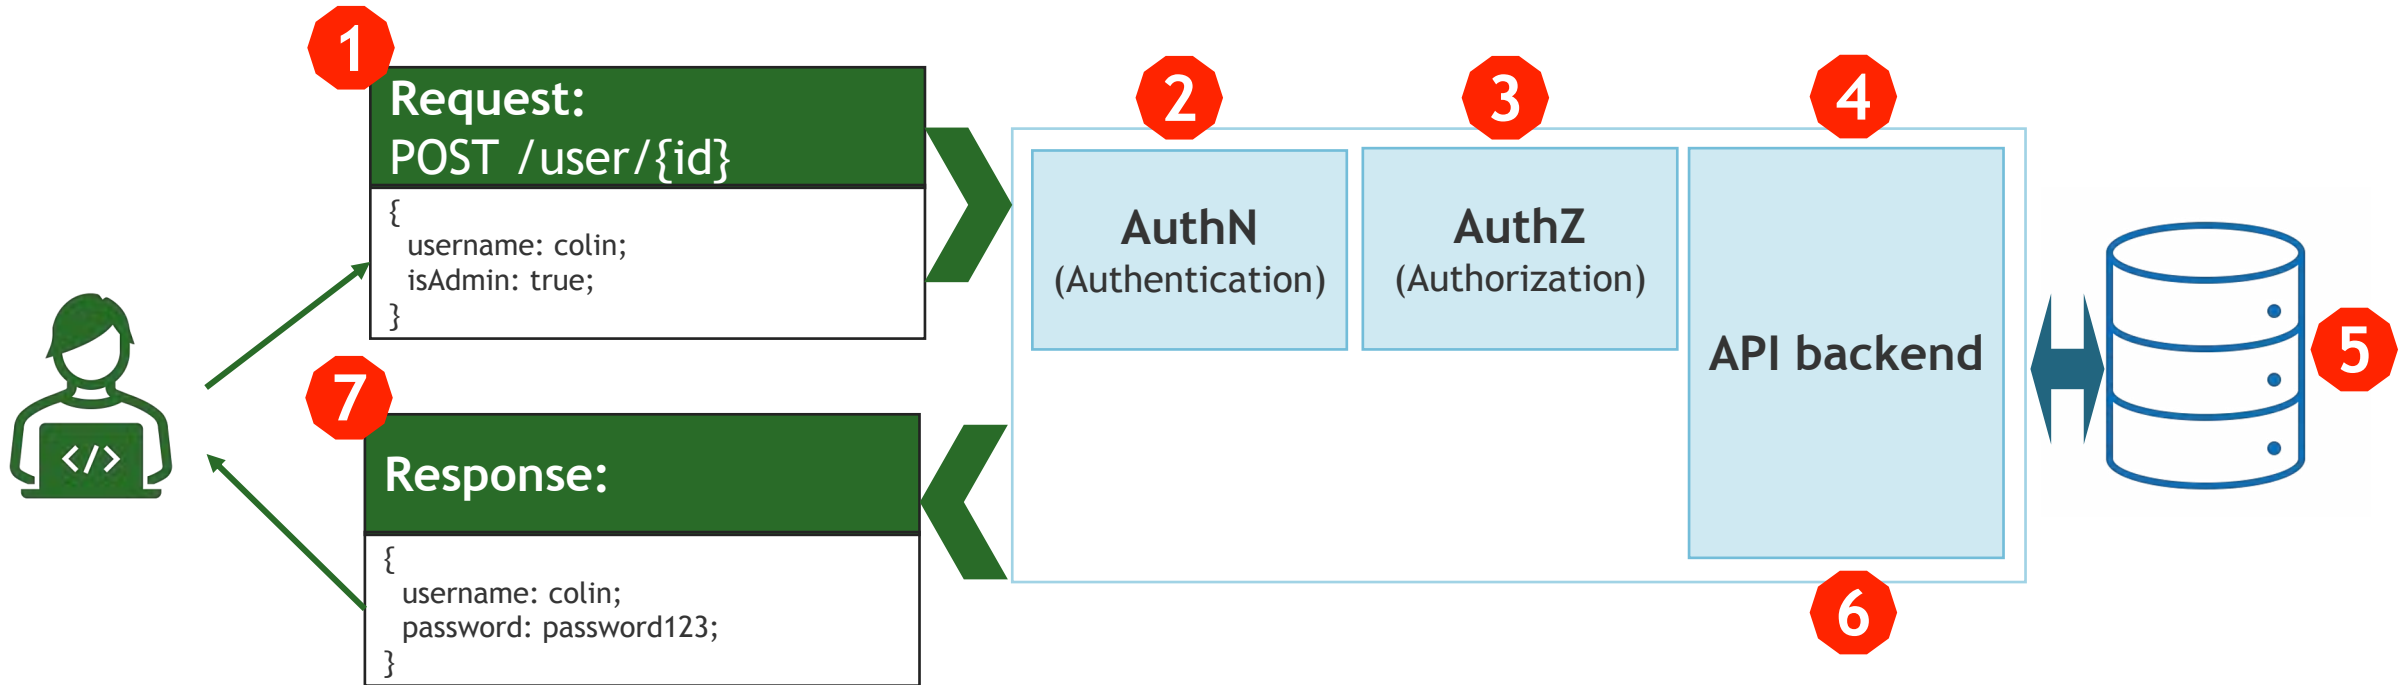 1
Request:
POST /user/{id}
{
username: colin;
isAdmin: true;
}
2
AuthN
(Authentication)
3
AuthZ
(Authorization)
4
API backend
5
6
7
Response:
{
username: colin;
password: password123;
}
</>